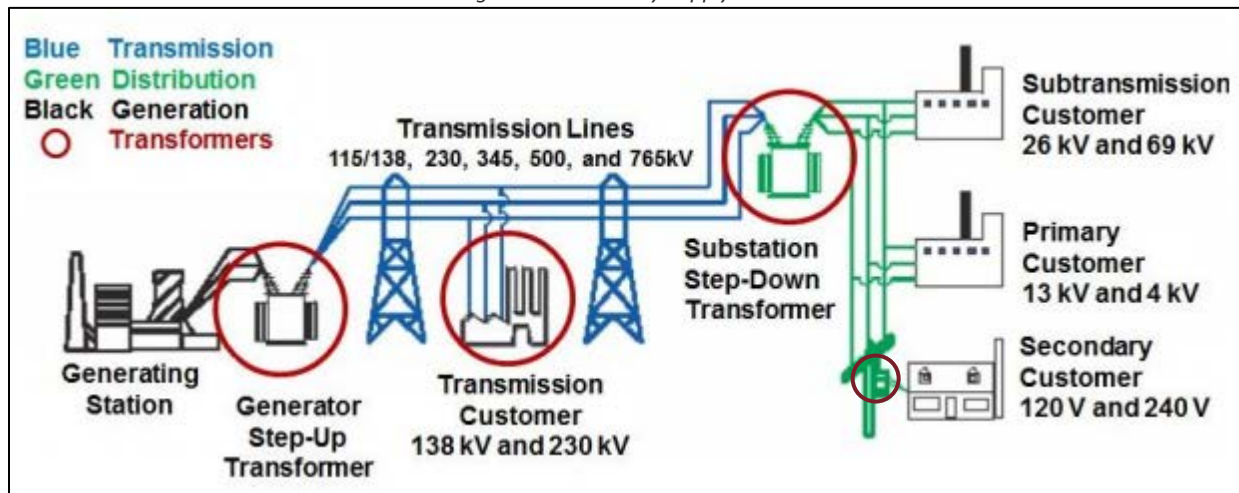 Blue Transmission
Green Distribution
Black Generation
Transformers
Transmission Lines
115/138, 230, 345, 500, and 765kV
Subtransmission
Customer
26 kV and 69 kV
Substation
Step-Down
Transformer
Primary
Customer
13 kV and 4 kV
Generating
Station
Generator
Step-Up
Transformer
Transmission
Customer
138 kV and 230 kV
Secondary
Customer
120 V and 240 V